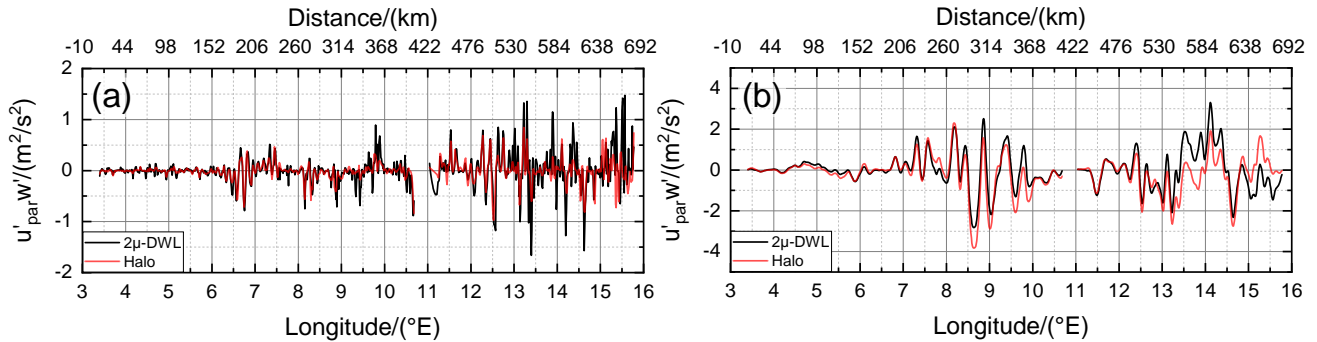 Distance/(km)
-10 44 98 152 206 260 314 368 422 476 530 584 638 692
2
1
0
-1
-2
(a)
u'parw'/(m²/s²)
2µ-DWL
Halo
3 4 5 6 7 8 9 10 11 12 13 14 15 16
Longitude/(°E)
Distance/(km)
-10 44 98 152 206 260 314 368 422 476 530 584 638 692
4
2
0
-2
-4
(b)
u'parw'/(m²/s²)
2µ-DWL
Halo
3 4 5 6 7 8 9 10 11 12 13 14 15 16
Longitude/(°E)